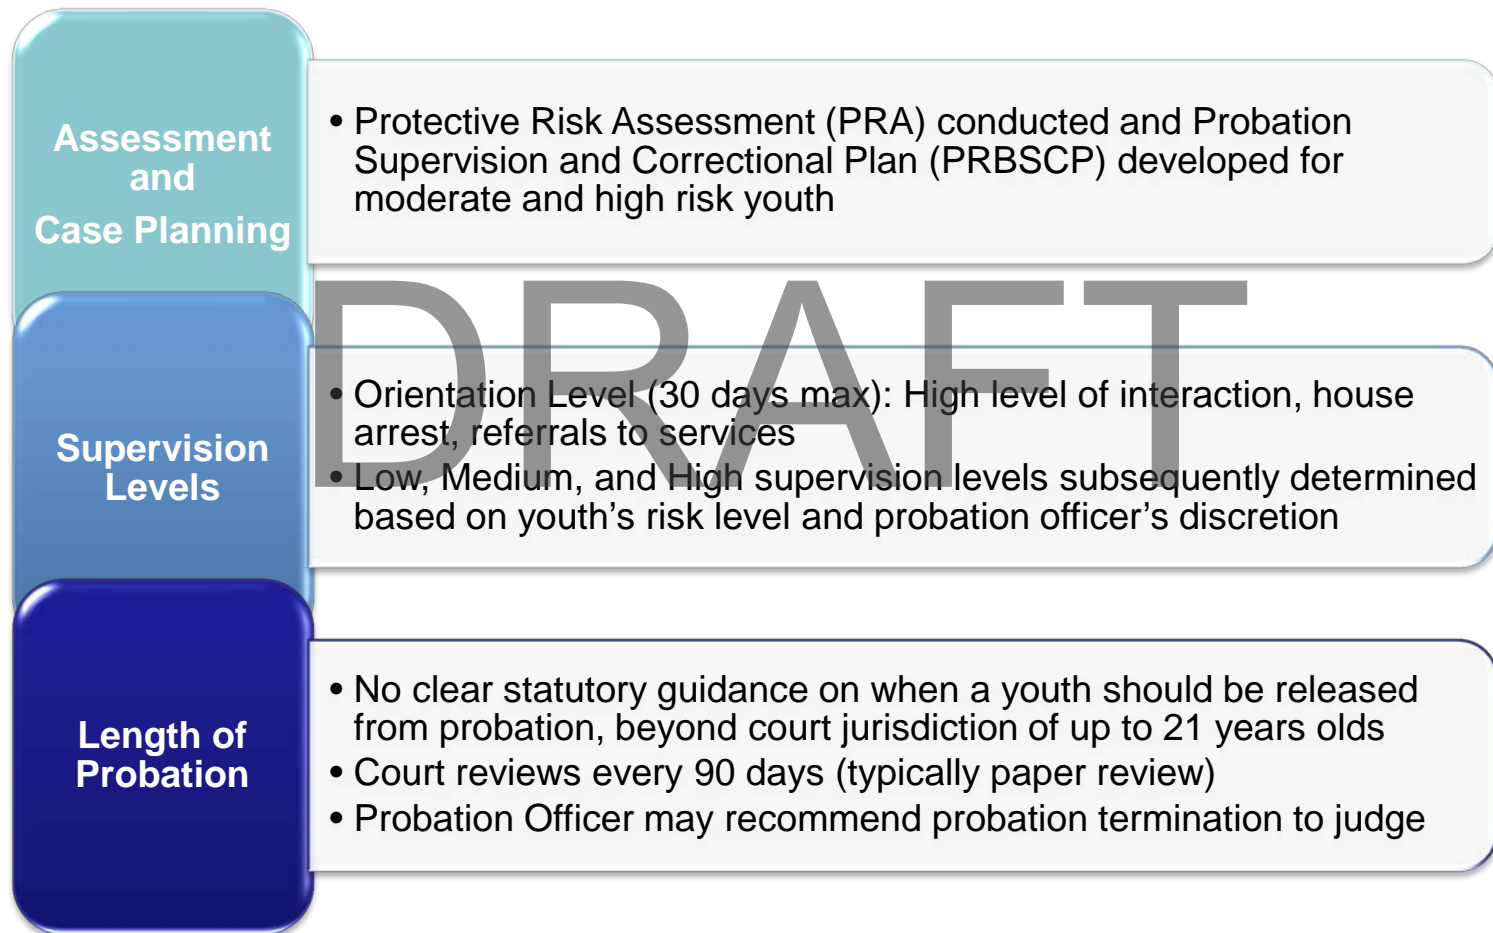 Assessment
and
Case Planning
• Protective Risk Assessment (PRA) conducted and Probation
Supervision and Correctional Plan (PRBSCP) developed for
moderate and high risk youth
DRAFT
Supervision
Levels
• Orientation Level (30 days max): High level of interaction, house
arrest, referrals to services
• Low, Medium, and High supervision levels subsequently determined
based on youth’s risk level and probation officer’s discretion
Length of
Probation
• No clear statutory guidance on when a youth should be released
from probation, beyond court jurisdiction of up to 21 years olds
• Court reviews every 90 days (typically paper review)
• Probation Officer may recommend probation termination to judge